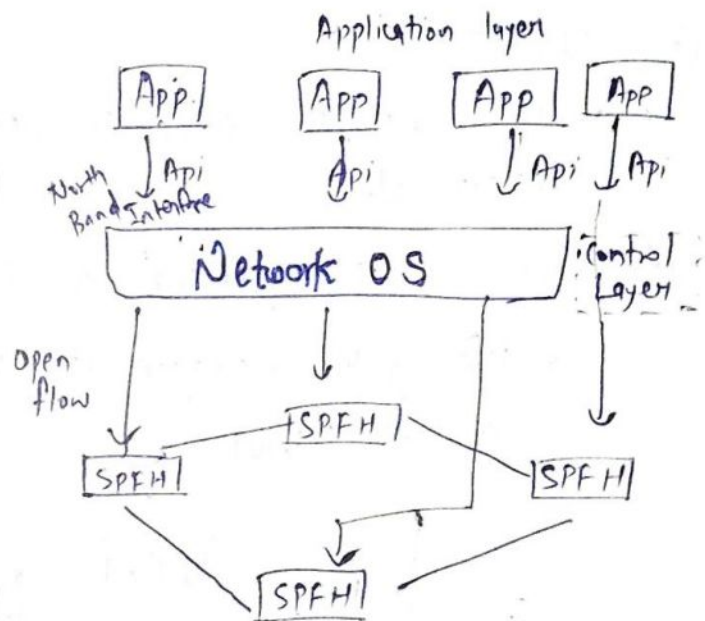 Application layer
App App App App
Api Api Api Api
North
Band Interface
Network OS
Control
Layer
Open
flow
SPFH
SPFH
SPFH
SPFH